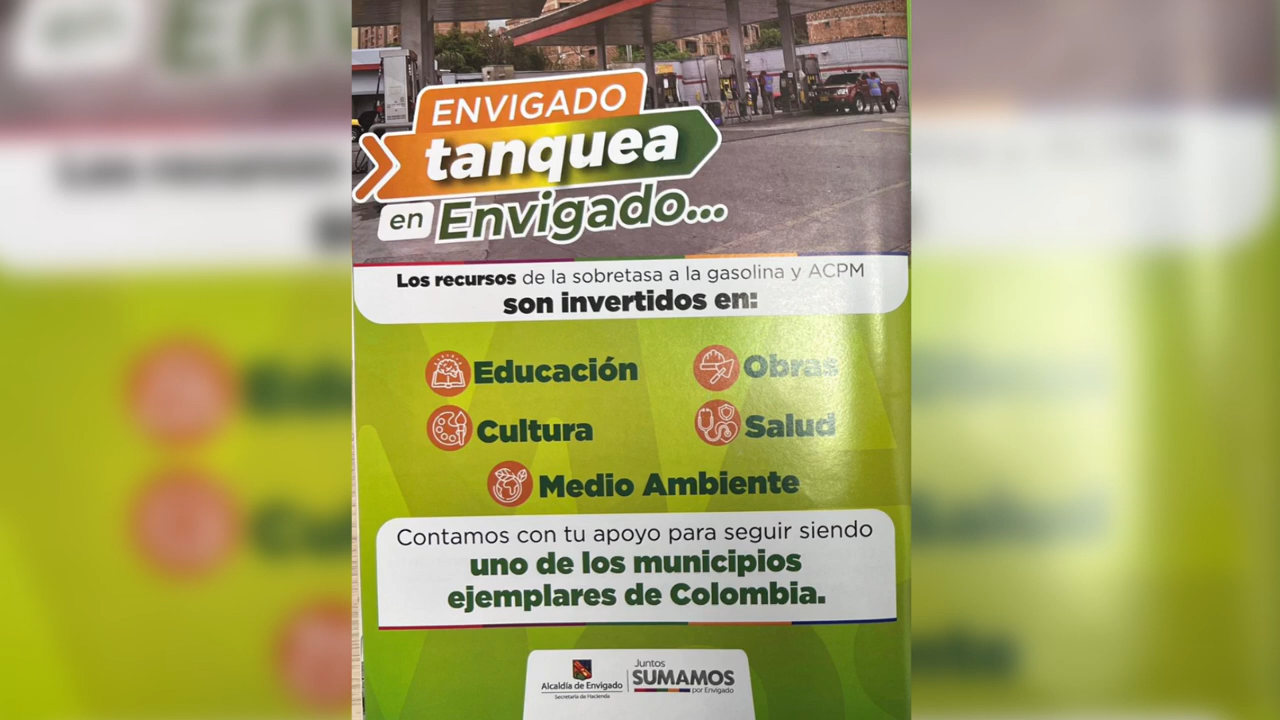 ENVIGADO
tanquea
en Envigado...
Los recursos de la sobretasa a la gasolina y ACPM
son invertidos en:
Educación
Obras
Cultura
Salud
Medio Ambiente
Contamos con tu apoyo para seguir siendo
uno de los municipios
ejemplares de Colombia.
Alcaldía de Envigado
Secretaría de Hacienda
Juntos
SUMAMOS
por Envigado